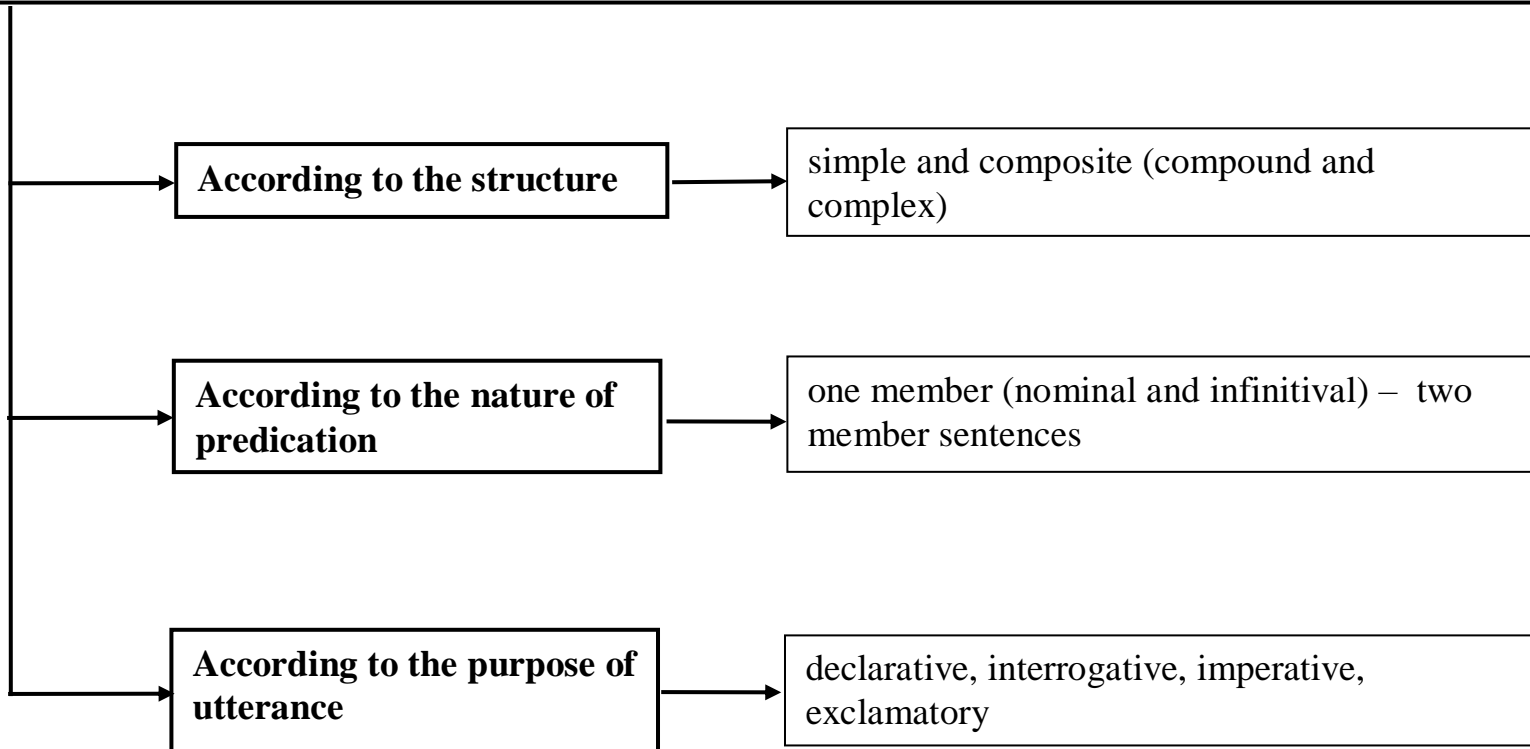 According to the structure
simple and composite (compound and
complex)
According to the nature of
predication
one member (nominal and infinitival) – two
member sentences
According to the purpose of
utterance
declarative, interrogative, imperative,
exclamatory